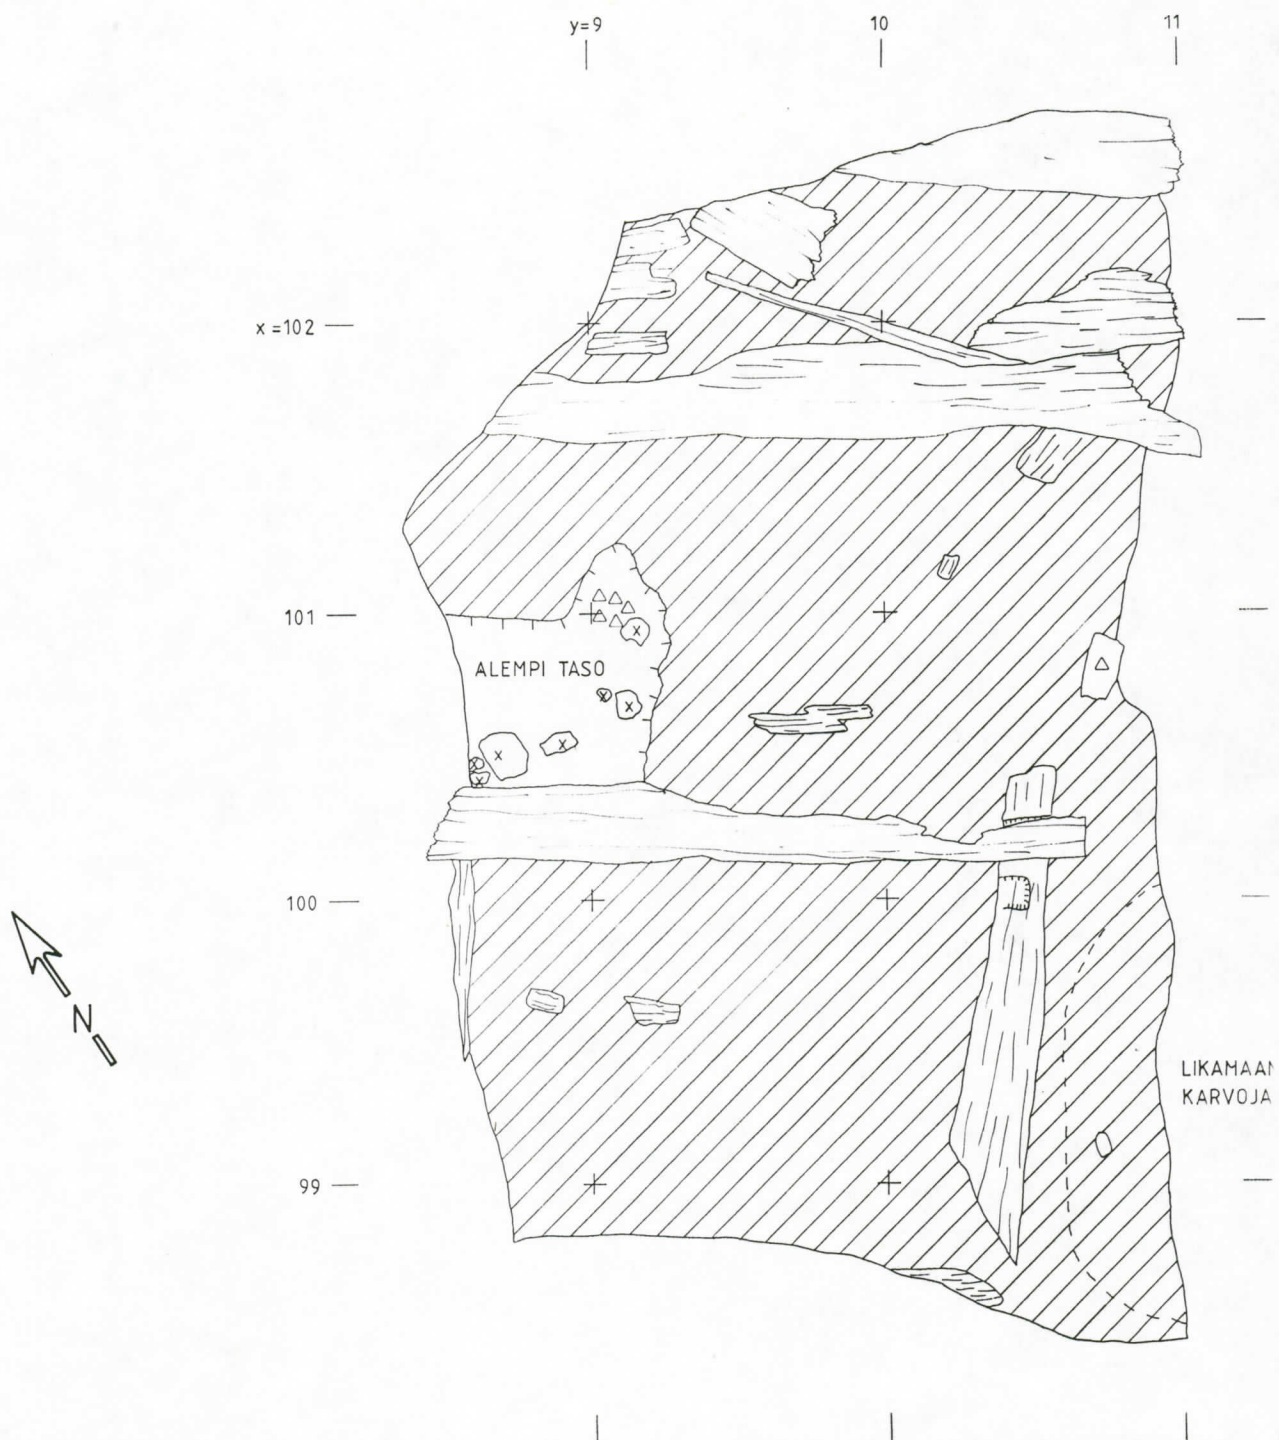 y=9 10 11
x=102
101
ALEMPI TASO
100
N
LIKAMAAN
KARVOJA
99